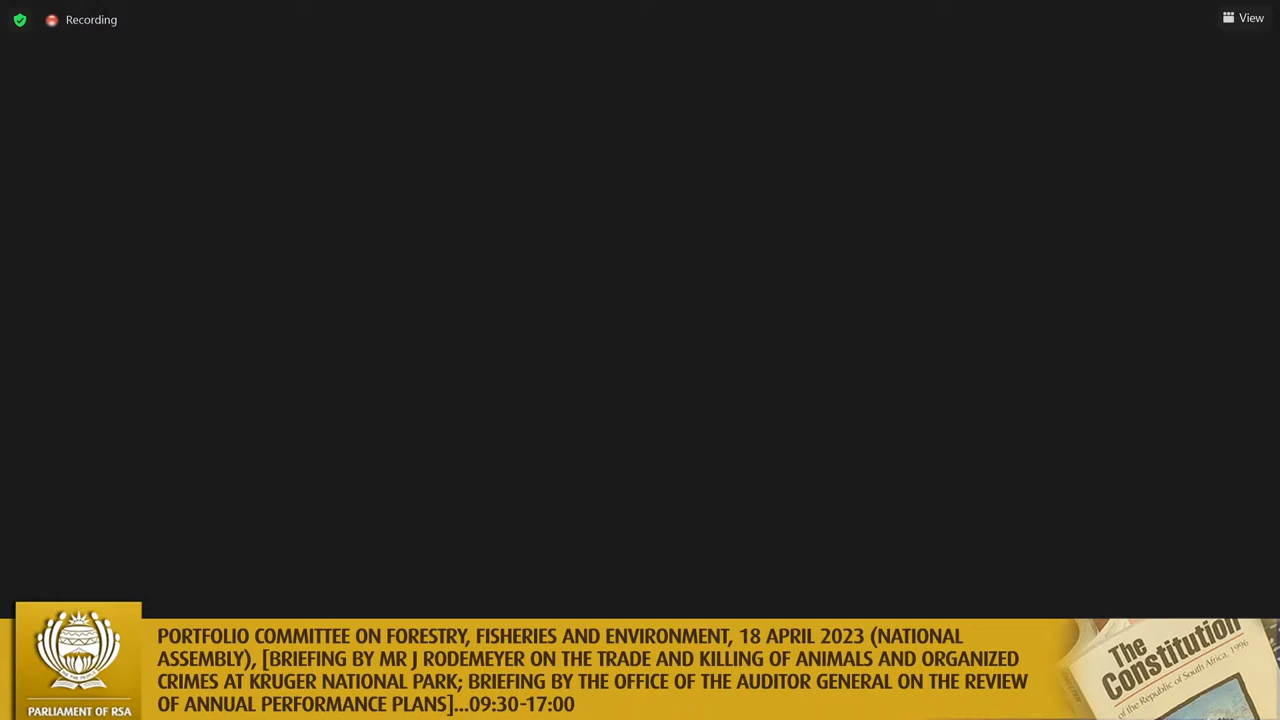 Recording
View
PORTFOLIO COMMITTEE ON FORESTRY, FISHERIES AND ENVIRONMENT, 18 APRIL 2023 (NATIONAL
ASSEMBLY), [BRIEFING BY MR J RODEMEYER ON THE TRADE AND KILLING OF ANIMALS AND ORGANIZED
CRIMES AT KRUGER NATIONAL PARK; BRIEFING BY THE OFFICE OF THE AUDITOR GENERAL ON THE REVIEW
OF ANNUAL PERFORMANCE PLANS]...09:30-17:00
PARLIAMENT OF RSA
The
Constitution
of the Republic of South Africa, 1996